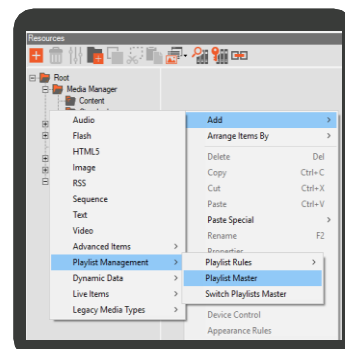 Resources
Root
Media Manager
Content
Audio
Flash
HTML5
Image
RSS
Sequence
Text
Video
Advanced Items
Playlist Management
Dynamic Data
Live Items
Legacy Media Types
Add
Arrange Items By
Delete Del
Copy Ctrl+C
Cut Ctrl+X
Paste Ctrl+V
Paste Special
Rename F2
Properties
Playlist Rules
Playlist Master
Switch Playlists Master
Device Control
Appearance Rules